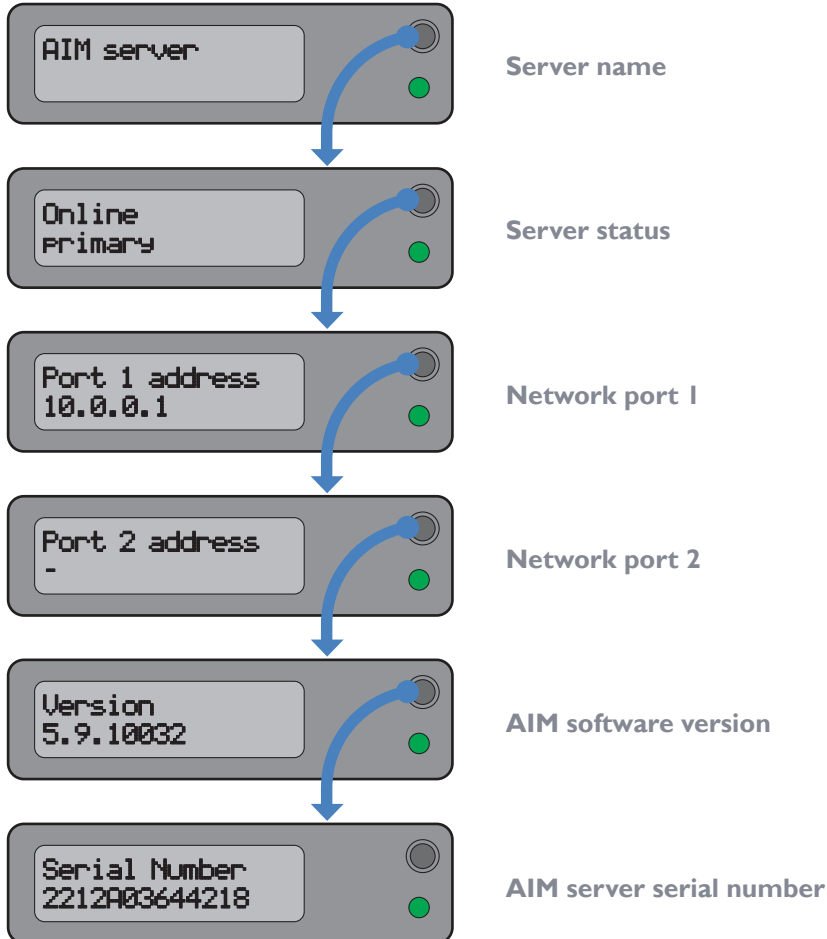 AIM server
Server name
Online
primary
Server status
Port 1 address
10.0.0.1
Network port 1
Port 2 address
-
Network port 2
Version
5.9.10032
AIM software version
Serial Number
2212A03644218
AIM server serial number